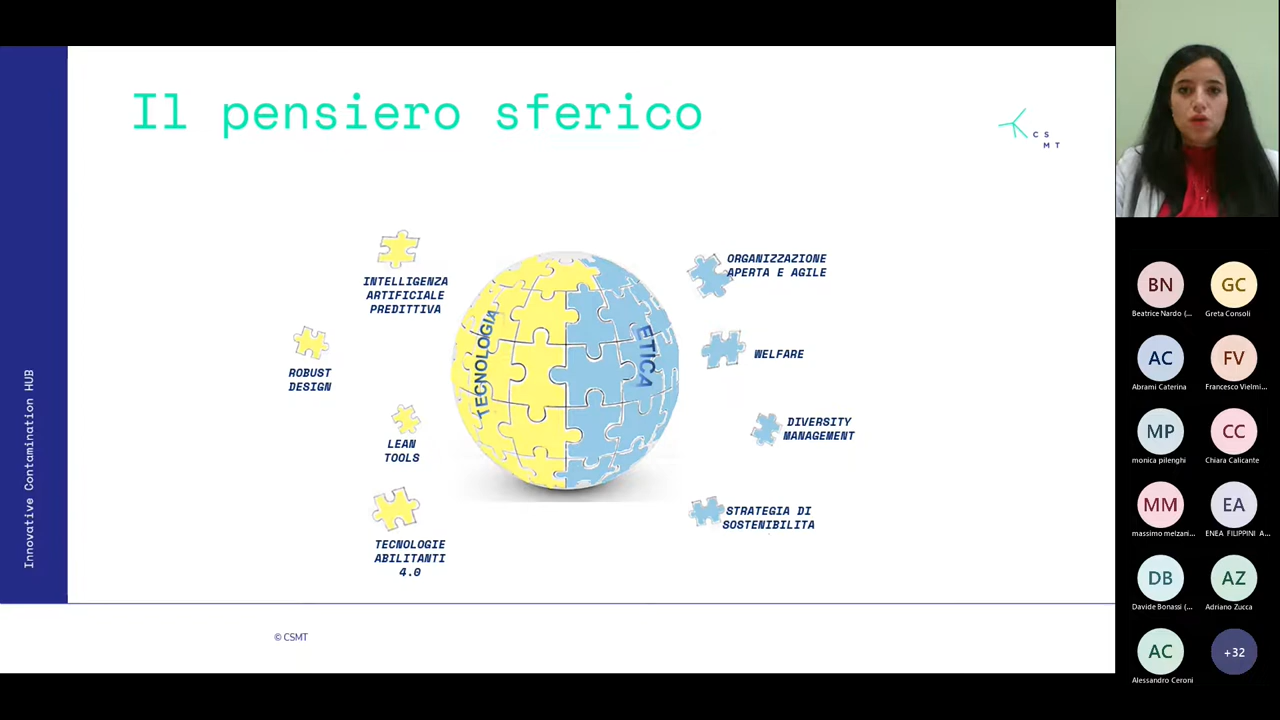 Il pensiero sferico
C S
M T
INTELLIGENZA
ARTIFICIALE
PREDITTIVA
ROBUST
DESIGN
LEAN
TOOLS
TECNOLOGIE
ABILITANTI
4.0
TECNOLOGIA
ETICA
ORGANIZZAZIONE
APERTA E AGILE
WELFARE
DIVERSITY
MANAGEMENT
STRATEGIA DI
SOSTENIBILITA
Innovative Contamination HUB
© CSMT
BN
Beatrice Nardo (...
GC
Greta Consoli
AC
Abrami Caterina
FV
Francesco Vielmi...
MP
monica pilenghi
CC
Chiara Calicante
MM
massimo melzani...
EA
ENEA FILIPPINI A...
DB
Davide Bonassi (...
AZ
Adriano Zucca
AC
Alessandro Ceroni
+32